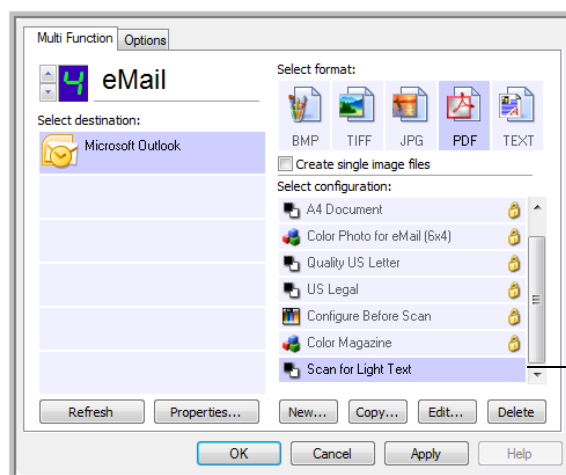 Multi Function Options
4 eMail
Select destination:
Microsoft Outlook
Select format:
BMP TIFF JPG PDF TEXT
Create single image files
Select configuration:
A4 Document
Color Photo for eMail (6x4)
Quality US Letter
US Legal
Configure Before Scan
Color Magazine
Scan for Light Text
Refresh Properties... New... Copy... Edit... Delete
OK Cancel Apply Help